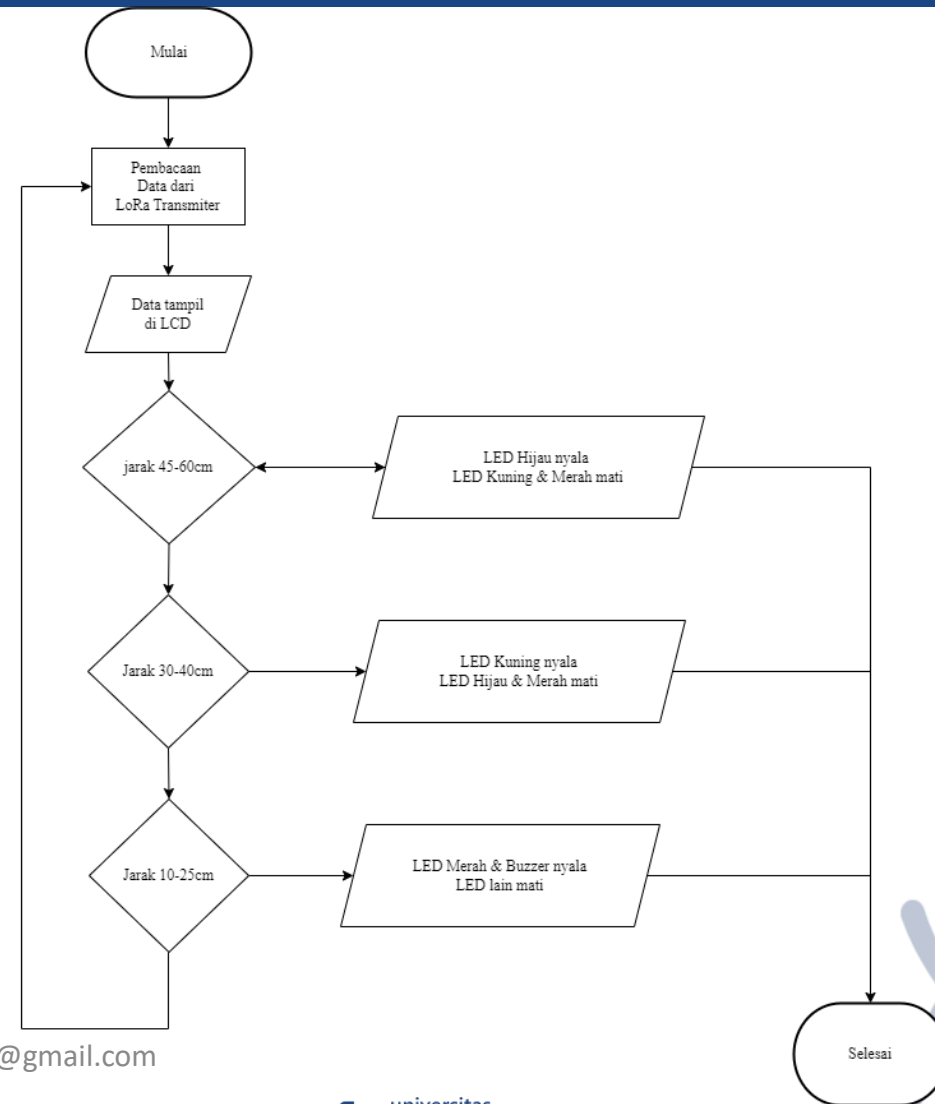 Mulai
Pembacaan
Data dari
LoRa Transmiter
Data tampil
di LCD
jarak 45-60cm
LED Hijau nyala
LED Kuning & Merah mati
Jarak 30-40cm
LED Kuning nyala
LED Hijau & Merah mati
Jarak 10-25cm
LED Merah & Buzzer nyala
LED lain mati
Selesai
@gmail.com
universitas